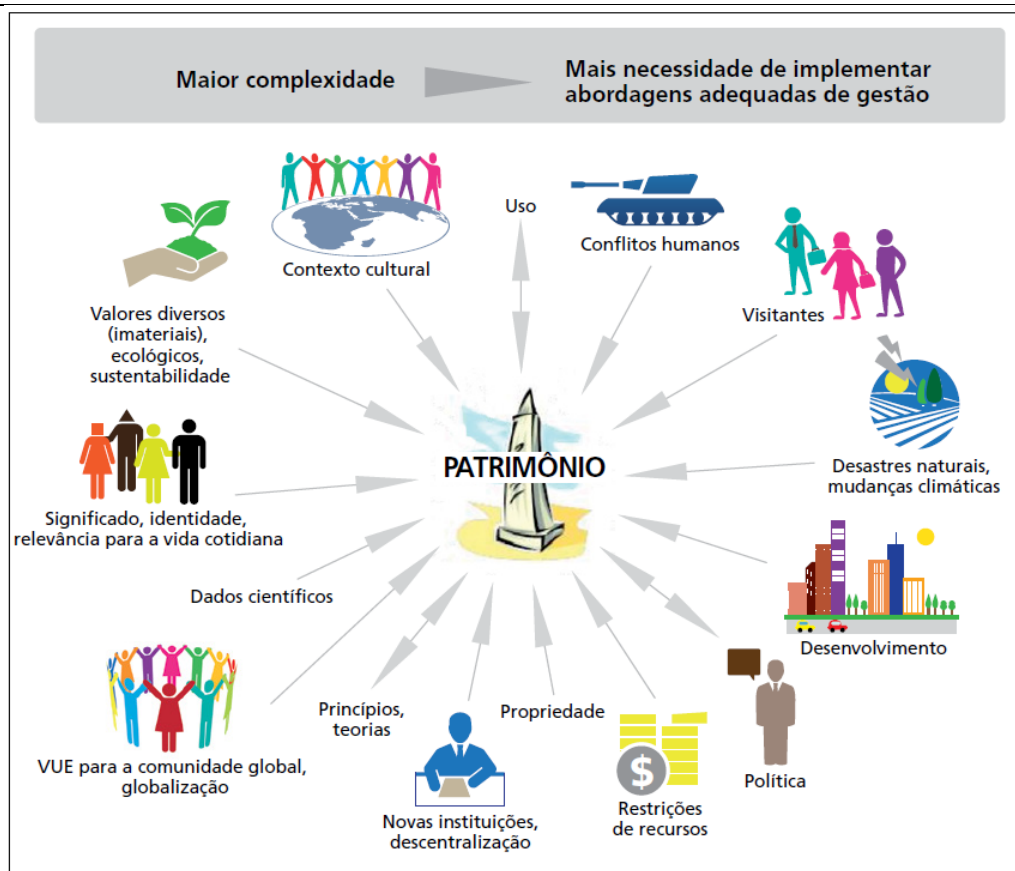 Maior complexidade
Mais necessidade de implementar
abordagens adequadas de gestão
Uso
Conflitos humanos
Contexto cultural
Visitantes
Valores diversos
(imateriais),
ecológicos,
sustentabilidade
PATRIMÔNIO
Desastres naturais,
mudanças climáticas
Significado, identidade,
relevância para a vida cotidiana
Dados científicos
Desenvolvimento
Princípios,
teorias
Propriedade
$
VUE para a comunidade global,
globalização
Política
Novas instituições,
descentralização
Restrições
de recursos